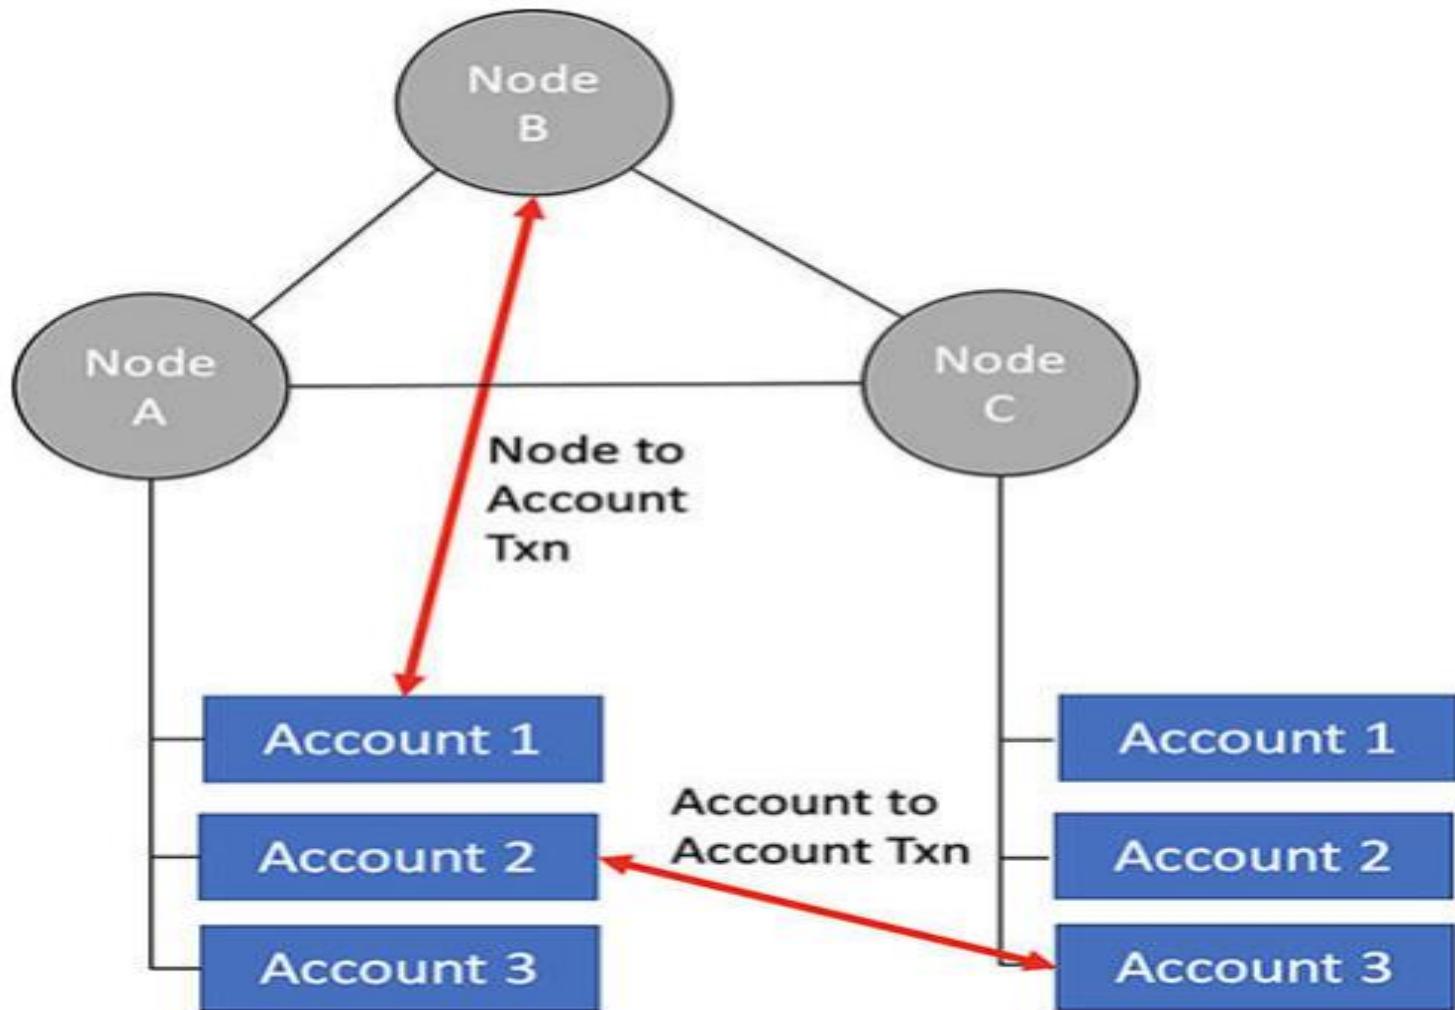 Node
B
Node
A
Node
C
Node to
Account
Txn
Account 1
Account 1
Account to
Account Txn
Account 2
Account 2
Account 3
Account 3